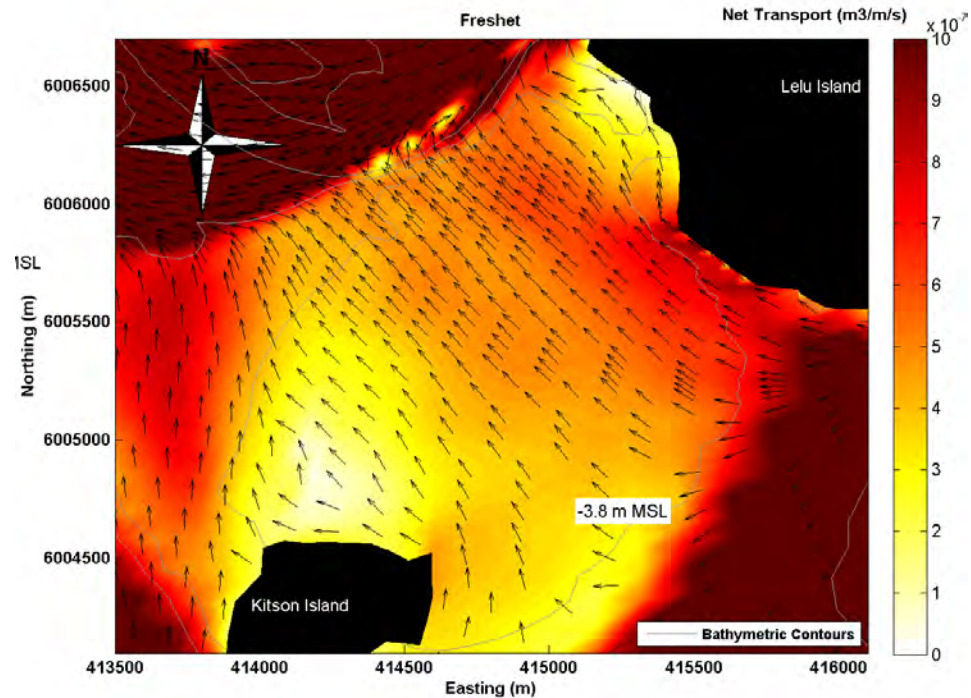 Freshet
Net Transport (m3/m/s)
x 10
10
9
8
7
6
5
4
3
2
1
0
N
Lelu Island
-3.8 m MSL
Kitson Island
Bathymetric Contours
6006500
6006000
6005500
6005000
6004500
Northing (m)
MSL
413500 414000 414500 415000 415500 416000
Easting (m)